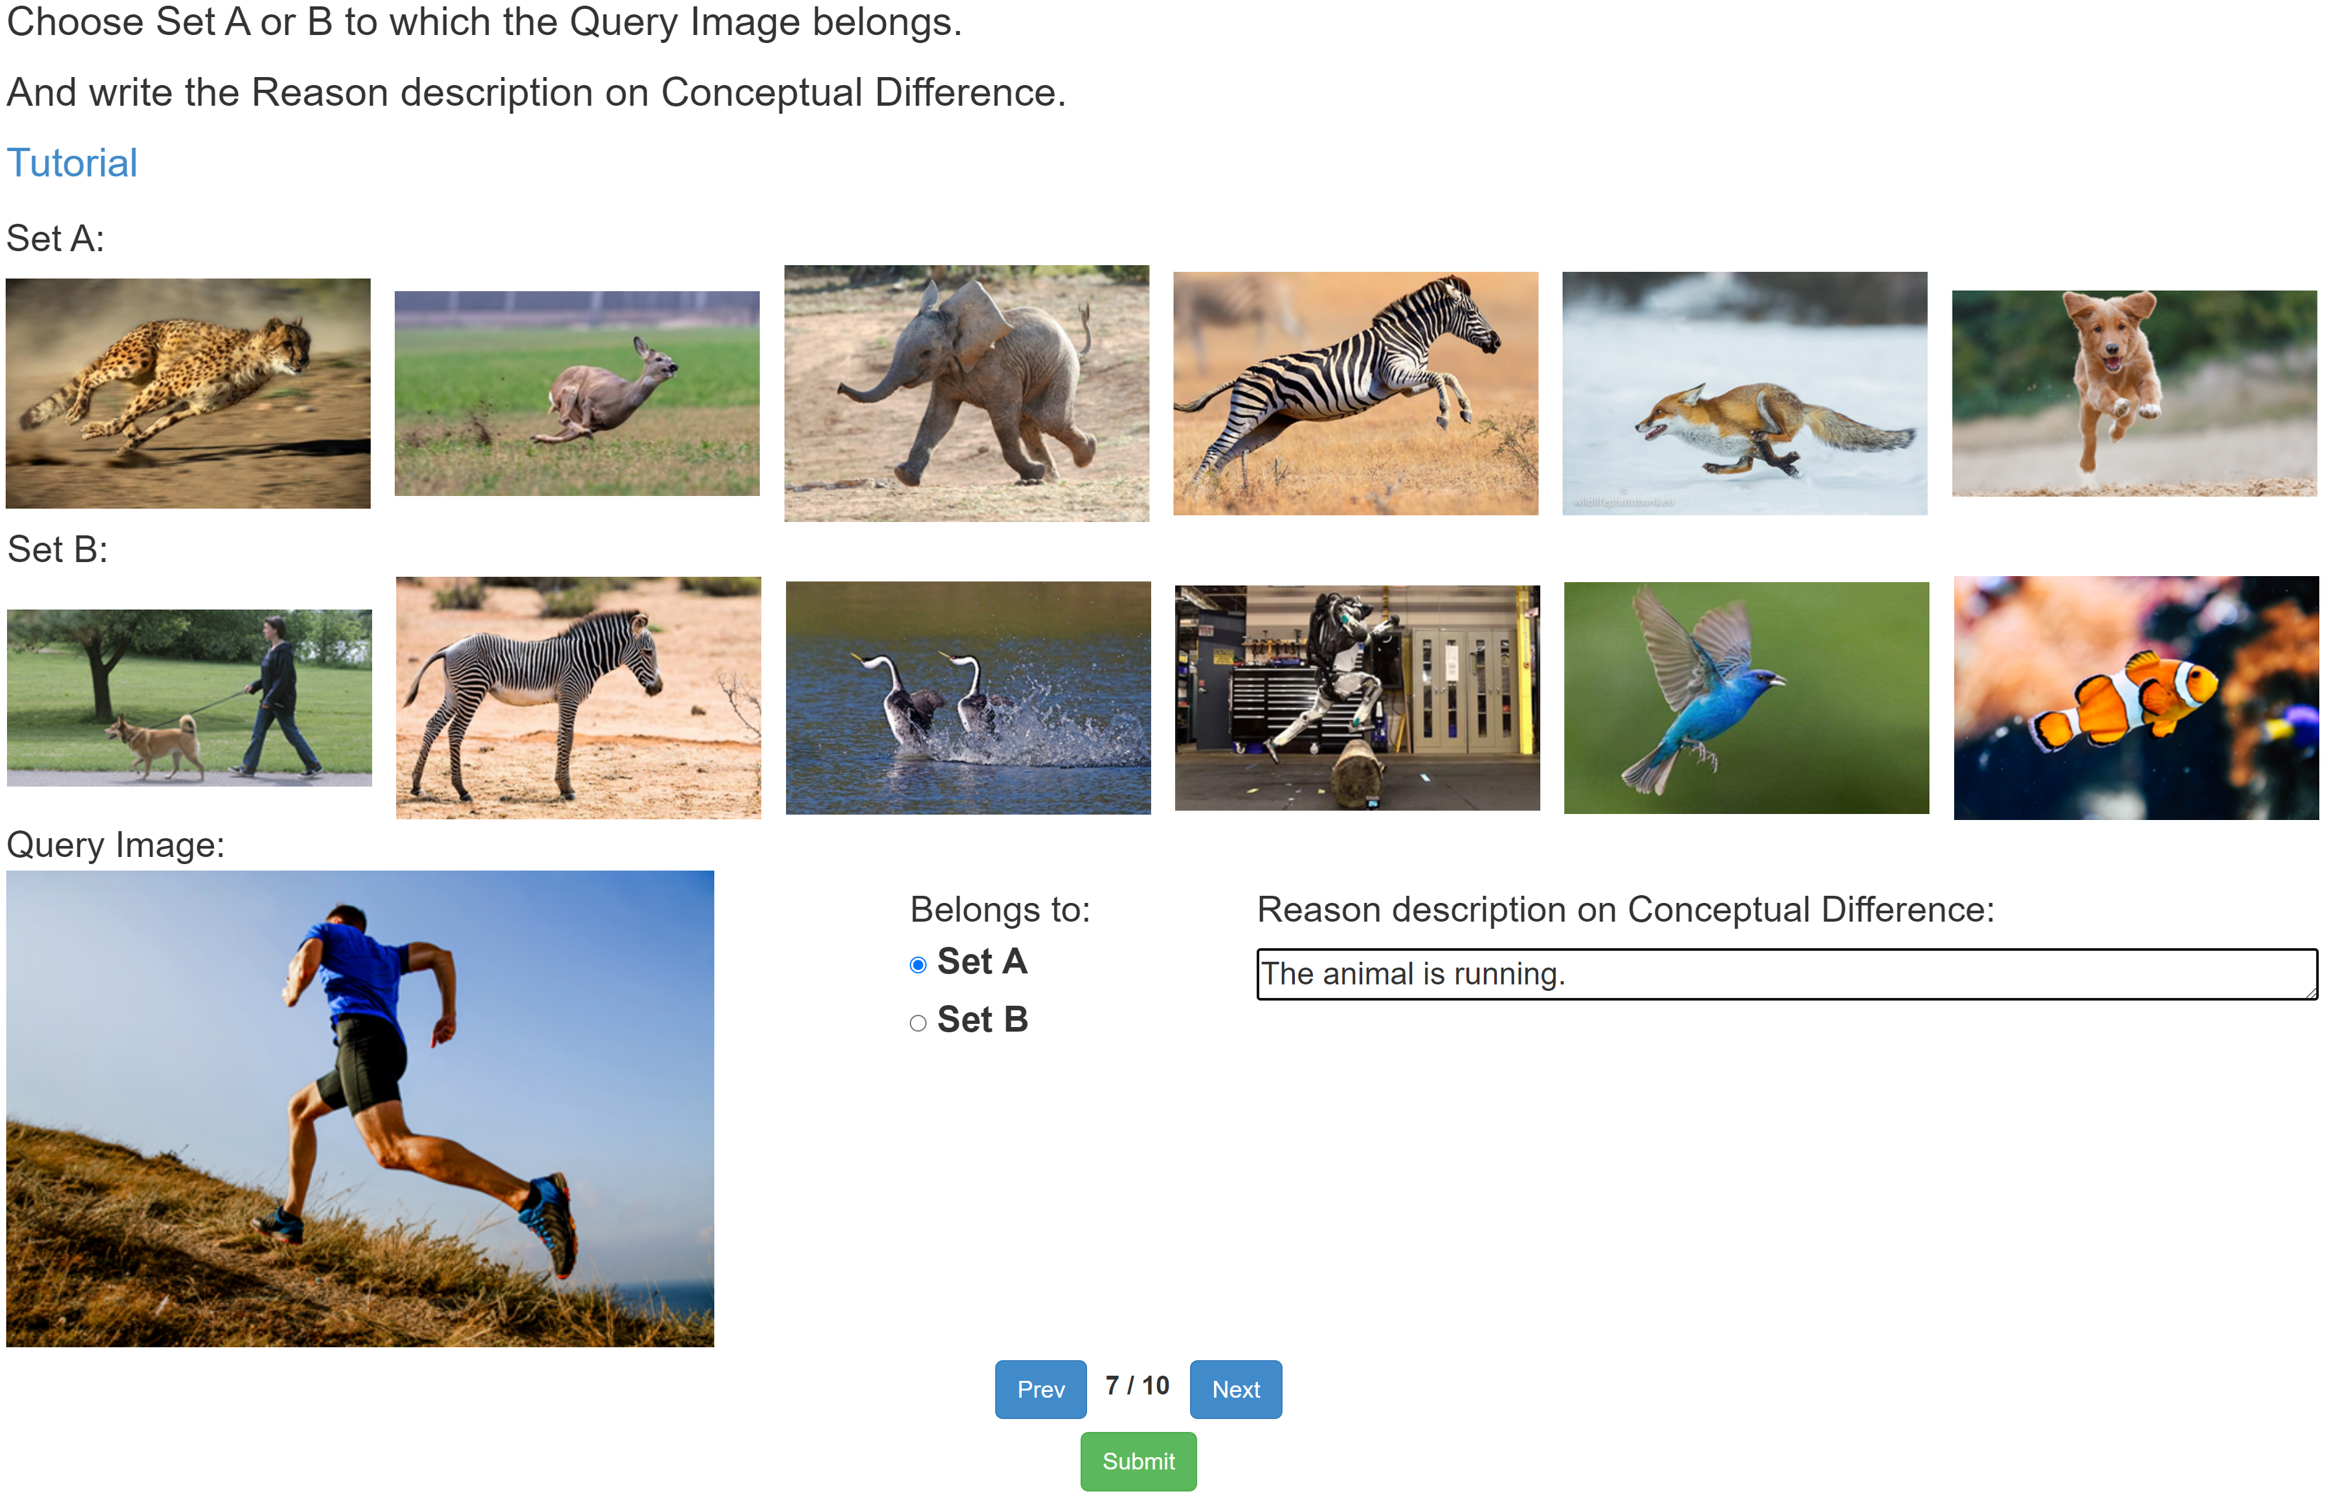 Choose Set A or B to which the Query Image belongs.
And write the Reason description on Conceptual Difference.
Tutorial
Set A:
wildlifephotobank.eu
Set B:
Query Image:
Belongs to:
Reason description on Conceptual Difference:
Set A
The animal is running.
Set B
Prev
7 / 10
Next
Submit